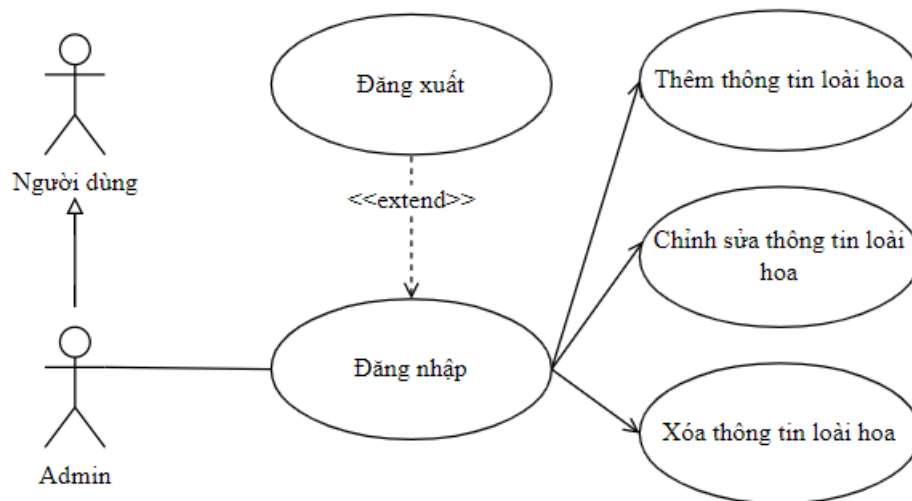 Đăng xuất
Thêm thông tin loài hoa
Người dùng
<<extend>>
Chỉnh sửa thông tin loài
hoa
Đăng nhập
Xóa thông tin loài hoa
Admin